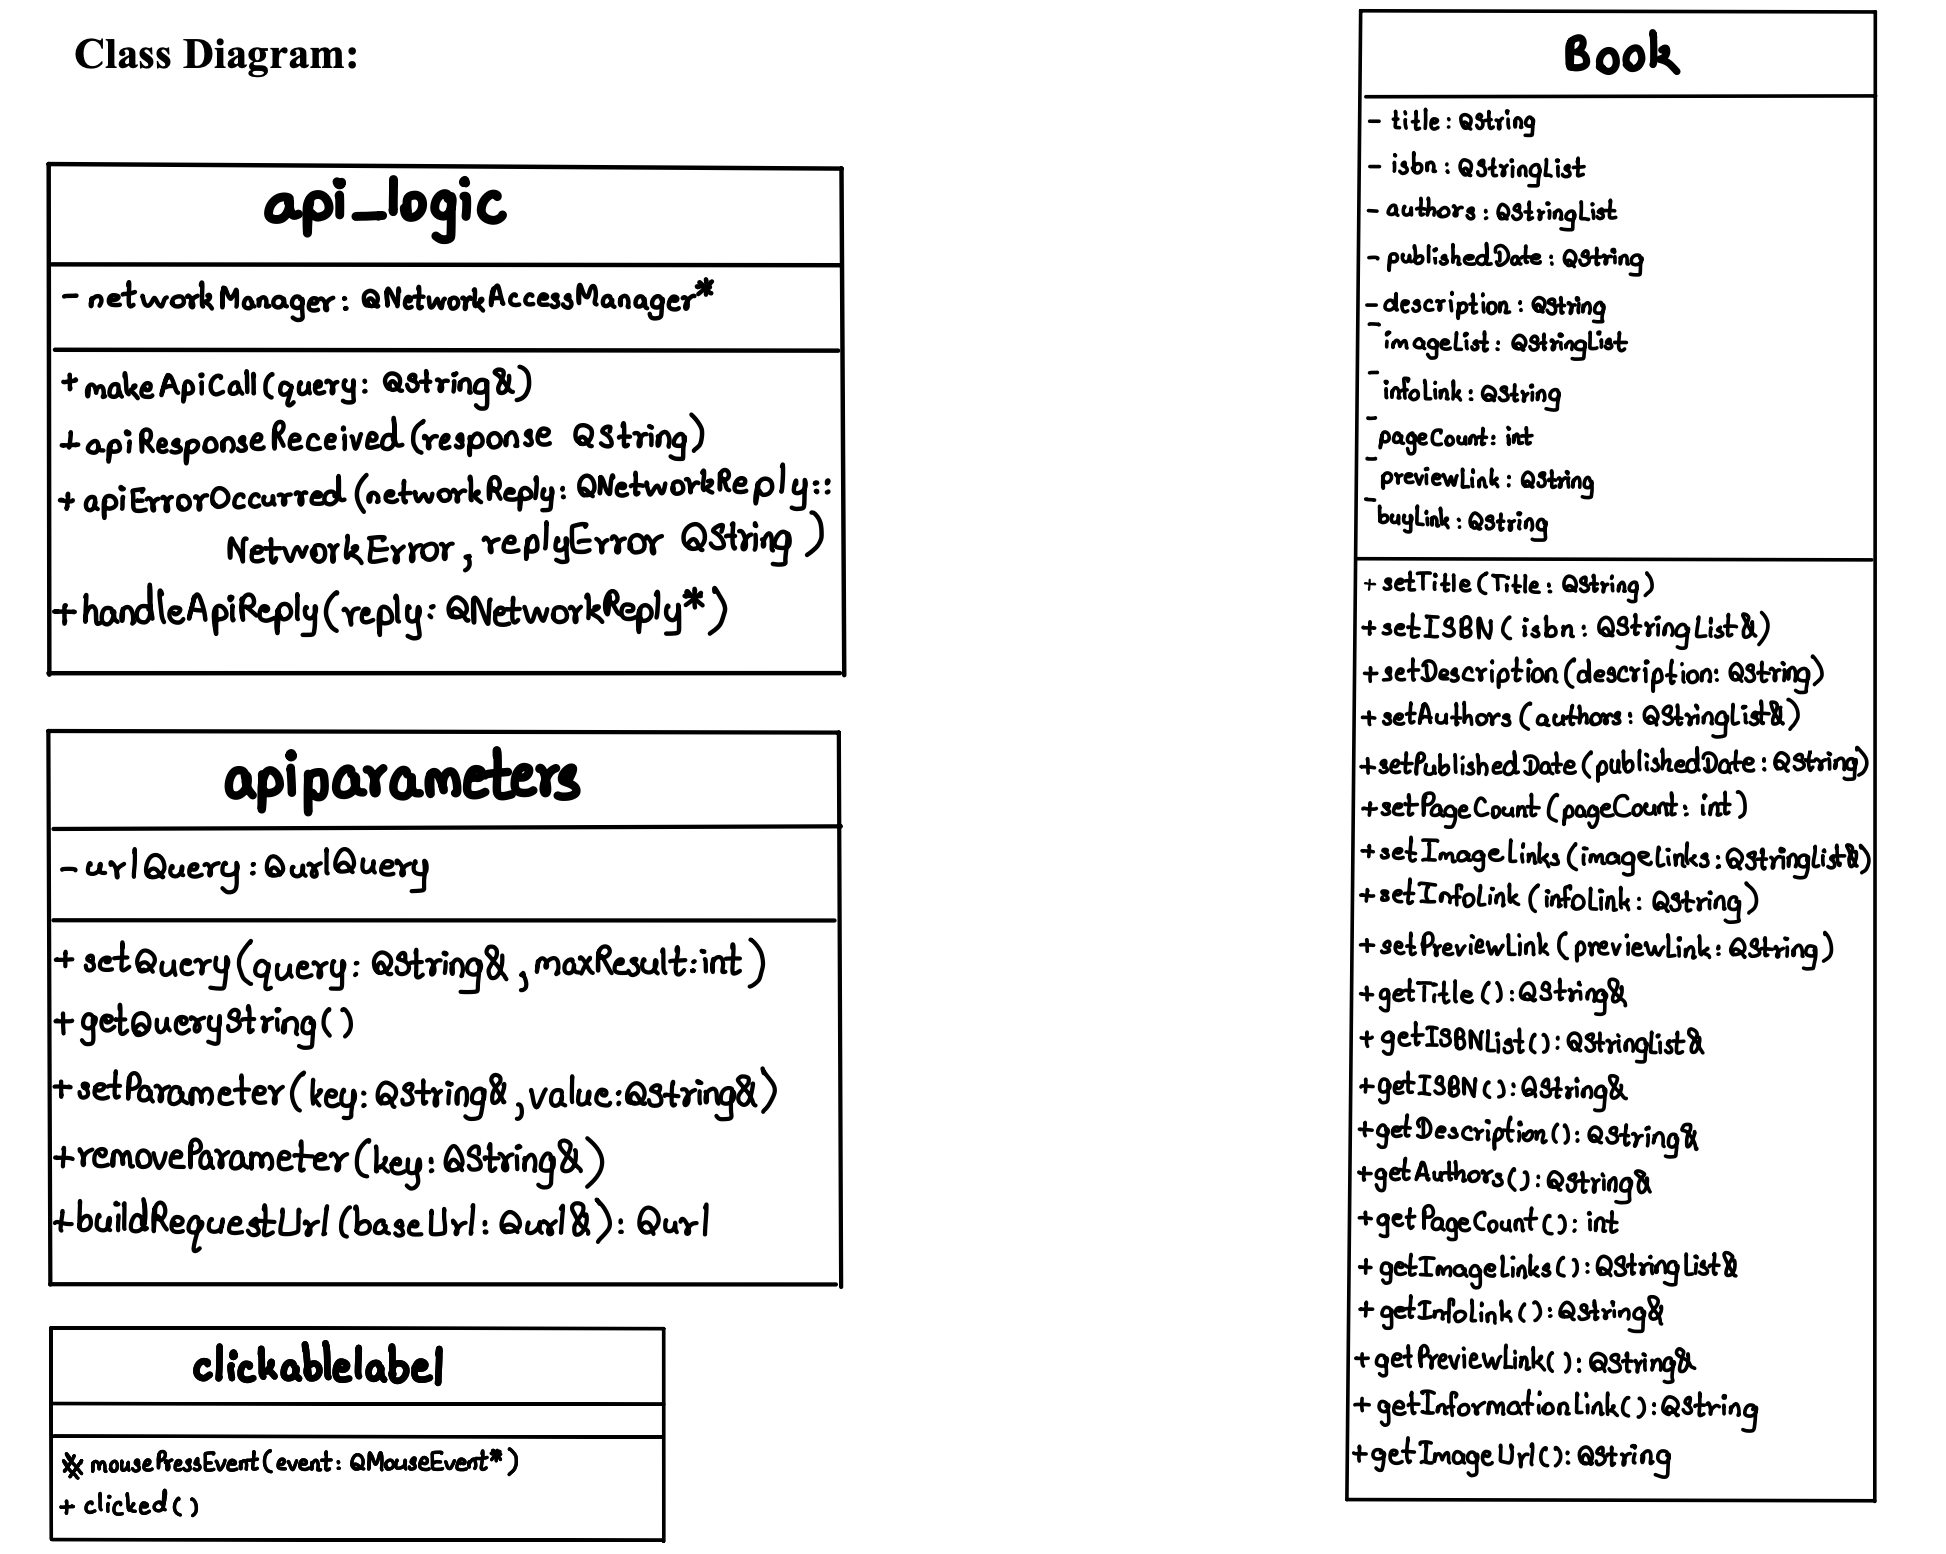 Class Diagram:
api_logic
- networkManager: QNetworkAccessManager*
+ makeApiCall(query: QString&)
+ apiResponseReceived(response QString)
+ apiErrorOccurred(networkReply: QNetworkReply::
NetworkError, replyError QString)
+ handleApiReply(reply: QNetworkReply*)
apiparameters
- urlQuery: QurlQuery
+ setQuery(query: QString&, maxResult:int)
+ getQueryString()
+ setParameter(key: QString&, value:QString&)
+ removeParameter(key: QString&)
+ buildRequestUrl(baseUrl: Qurl&): Qurl
clickablelabel
# mousePressEvent(event: QMouseEvent*)
+ clicked()
Book
- title: QString
- isbn: QStringList
- authors: QStringList
- publishedDate: QString
- description: QString
- imageList: QStringList
- infoLink: QString
- pageCount: int
- previewLink: QString
- buyLink: QString
+ setTitle(Title: QString)
+ setISBN(isbn: QStringList&)
+ setDescription(description: QString)
+ setAuthors(authors: QStringList&)
+ setPublishedDate(publishedDate: QString)
+ setPageCount(pageCount: int)
+ setImageLinks(imageLinks: QStringList&)
+ setInfoLink(infoLink: QString)
+ setPreviewLink(previewLink: QString)
+ getTitle(): QString&
+ getISBNList(): QStringList&
+ getISBN(): QString&
+ getDescription(): QString&
+ getAuthors(): QString&
+ getPageCount(): int
+ getImageLinks(): QStringList&
+ getInfolink(): QString&
+ getPreviewLink(): QString&
+ getInformationLink(): QString
+ getImageUrl(): QString